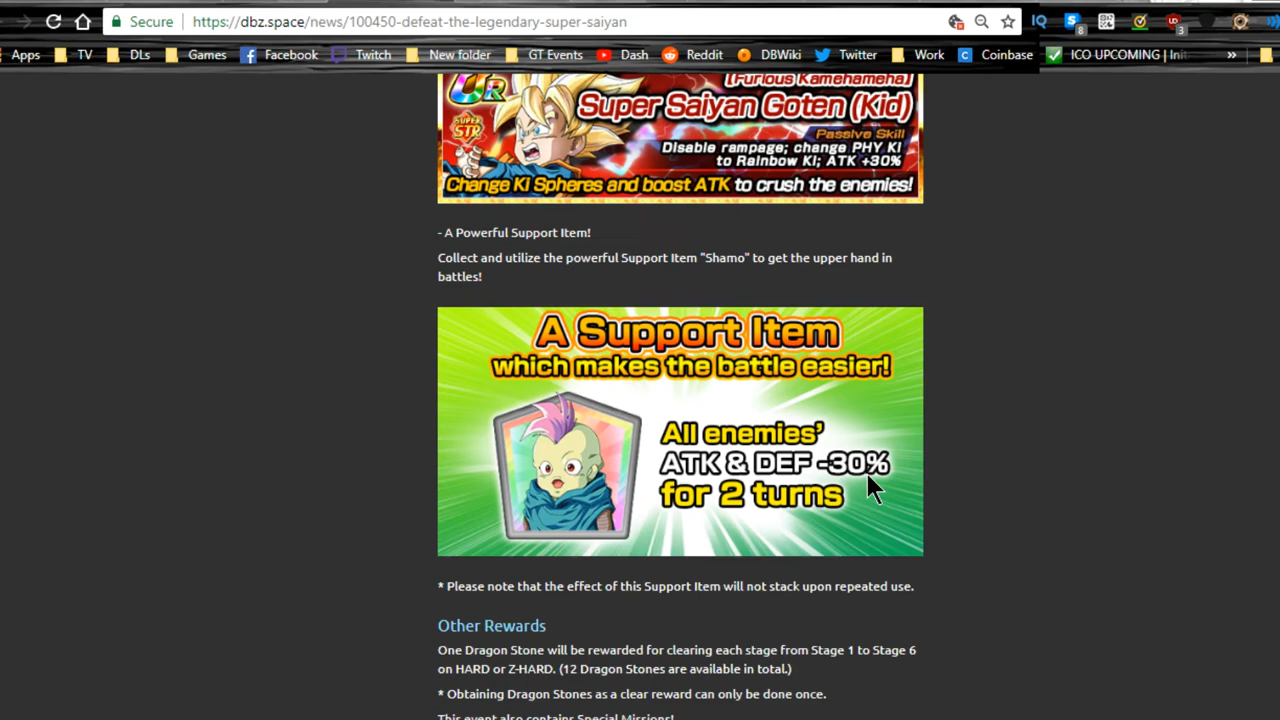 Secure | https://dbz.space/news/100450-defeat-the-legendary-super-saiyan
IQ 8 UD 3
Apps TV DLs Games Facebook Twitch New folder GT Events Dash Reddit DBWiki Twitter Work Coinbase ICO UPCOMING | Init »
UR
[Furious Kamehameha]
Super Saiyan Goten (Kid)
SUPER
STR
Passive Skill
Disable rampage; change PHY KI
to Rainbow KI; ATK +30%
Change KI Spheres and boost ATK to crush the enemies!
- A Powerful Support Item!
Collect and utilize the powerful Support Item "Shamo" to get the upper hand in
battles!
A Support Item
which makes the battle easier!
All enemies'
ATK & DEF -30%
for 2 turns
* Please note that the effect of this Support Item will not stack upon repeated use.
Other Rewards
One Dragon Stone will be rewarded for clearing each stage from Stage 1 to Stage 6
on HARD or Z-HARD. (12 Dragon Stones are available in total.)
* Obtaining Dragon Stones as a clear reward can only be done once.
This event also contains Special Missions!